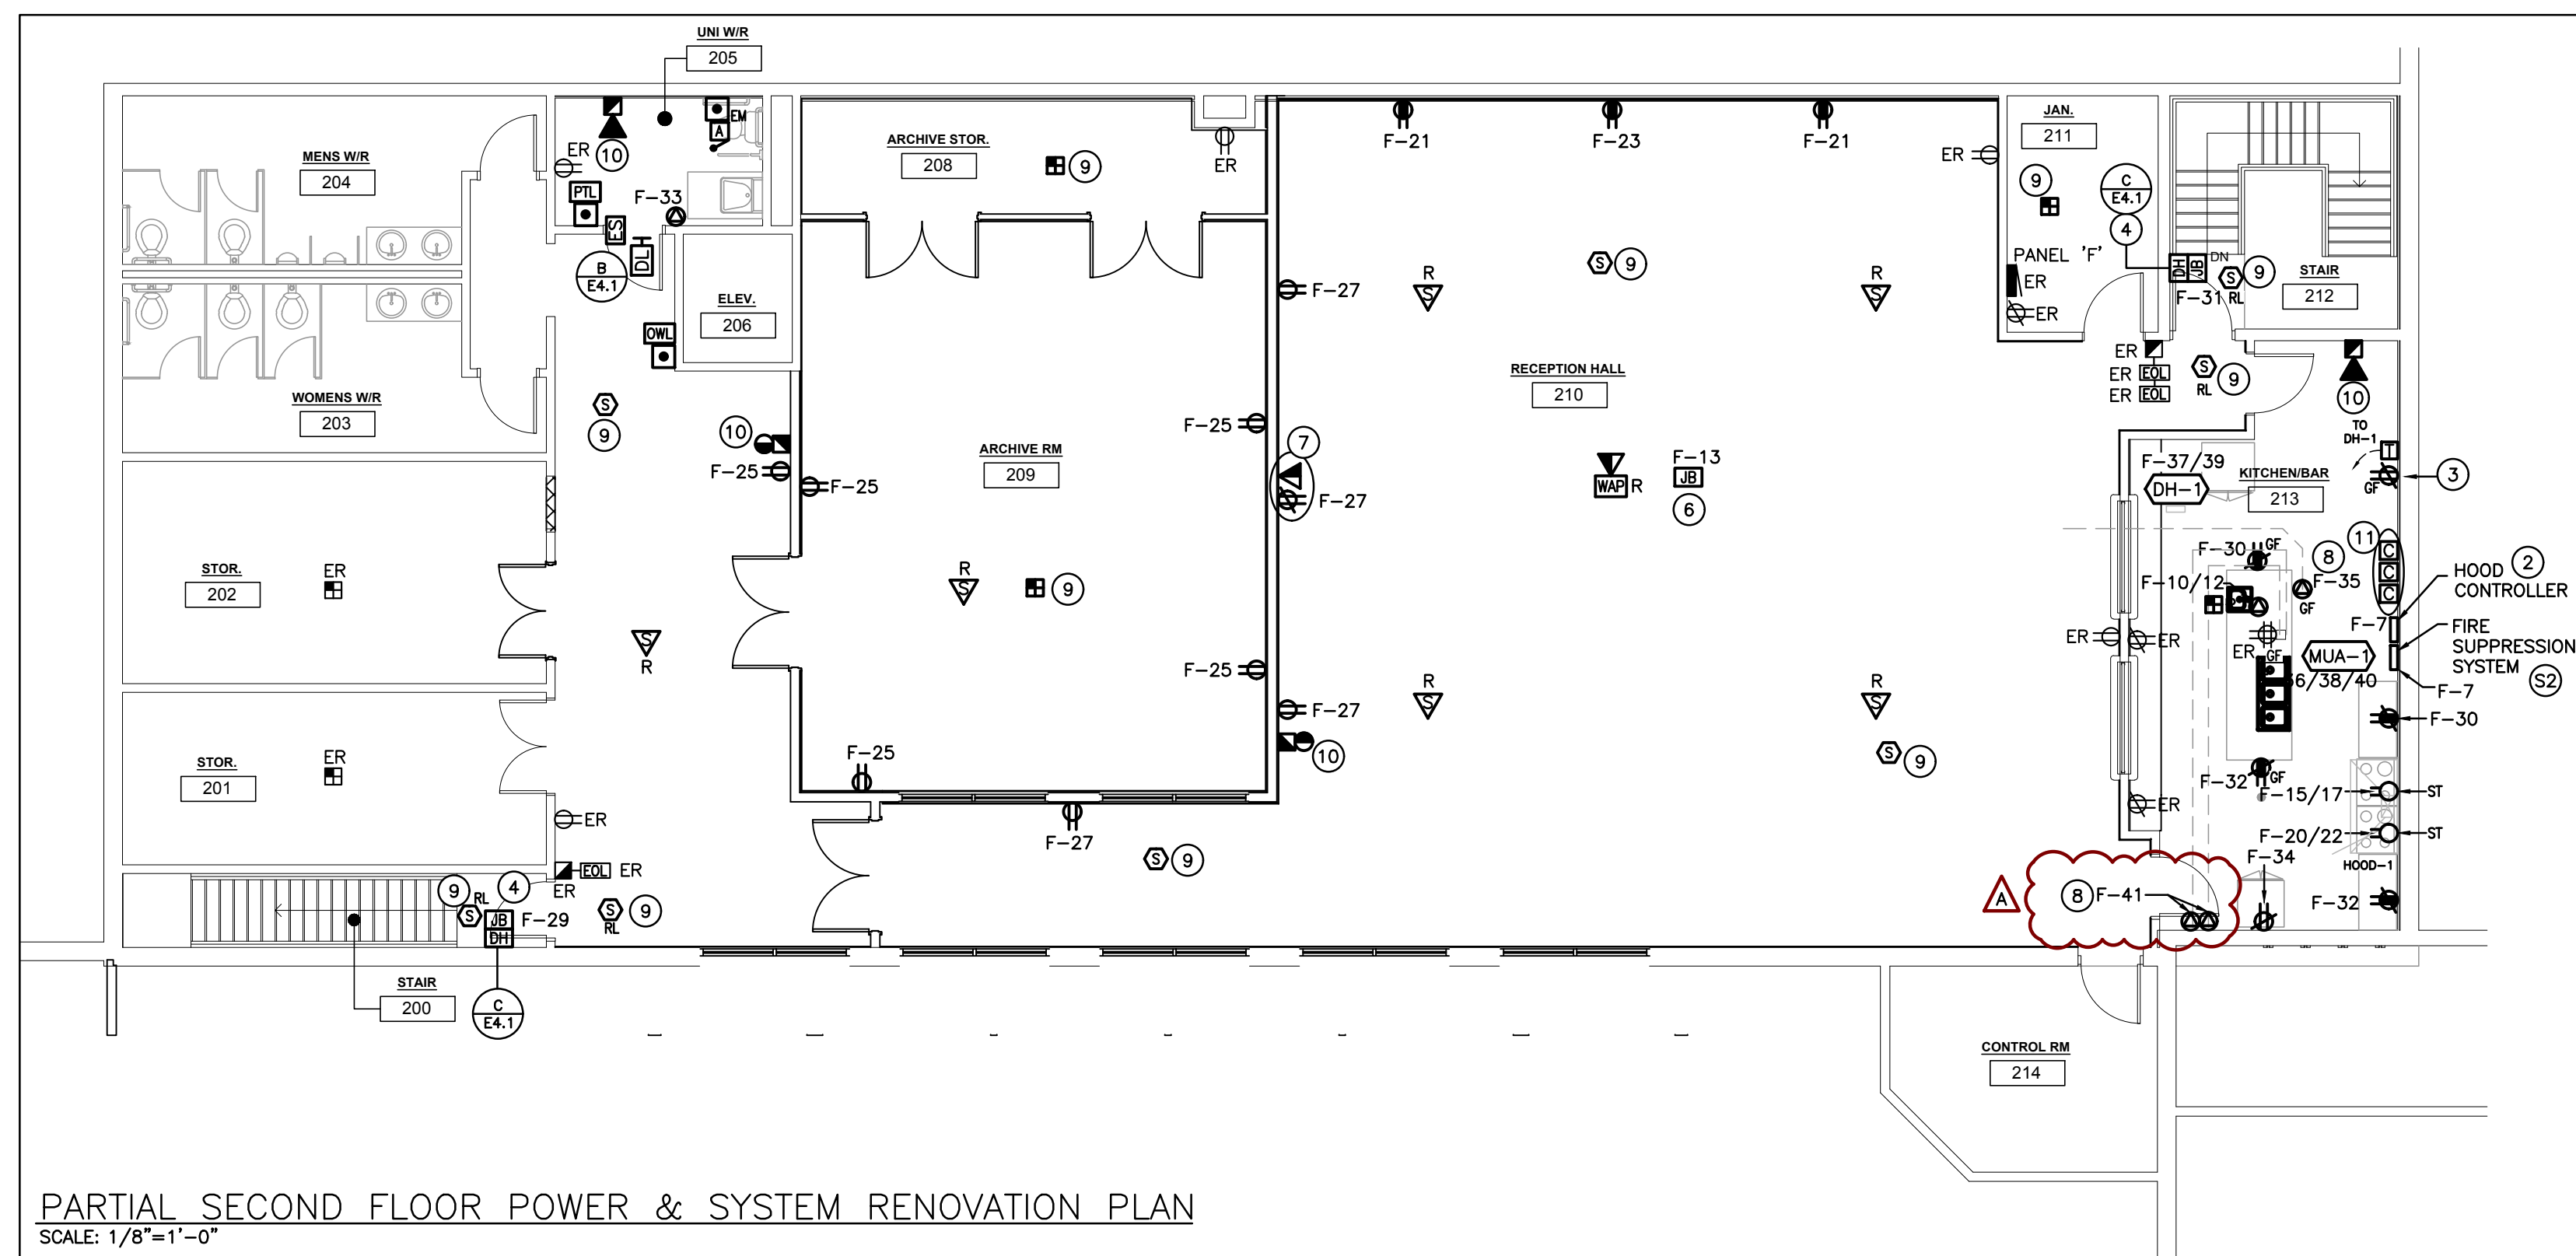 UNI W/R
205
MENS W/R
204
ER
10
EM
A
PTL
F-33
ES
DL
B
E4.1
ELEV.
206
OWL
WOMENS W/R
203
S
9
10
F-25
STOR.
202
ER
S
R
STOR.
201
ER
ER
EOL
ER
ER
9
RL
S
4
JB
DH
F-29
S
RL
9
STAIR
200
C
E4.1
ARCHIVE STOR.
208
9
ER
ARCHIVE RM
209
F-25
F-25
R
S
9
F-25
F-25
F-27
S
9
F-21
F-23
F-21
F-27
R
S
S
9
R
S
RECEPTION HALL
210
7
F-27
WAP
R
F-13
JB
6
F-27
10
R
S
R
S
S
9
JAN.
211
ER
9
C
E4.1
4
PANEL 'F'
ER
ER
DH
JB
DN
F-31
S
RL
9
STAIR
212
ER
ER
EOL
ER
EOL
S
RL
9
10
TO
DH-1
T
GF
3
F-37/39
DH-1
KITCHEN/BAR
213
F-30
GF
8
11
C
C
C
F-10/12
F-35
GF
HOOD
CONTROLLER
2
F-7
FIRE
SUPPRESSION
SYSTEM
S2
F-7
ER
ER
ER
GF
MUA-1
36/38/40
F-30
F-32
GF
ER
F-15/17
ST
F-20/22
ST
F-34
HOOD-1
F-32
A
8
F-41
CONTROL RM
214
PARTIAL SECOND FLOOR POWER & SYSTEM RENOVATION PLAN
SCALE: 1/8"=1'-0"